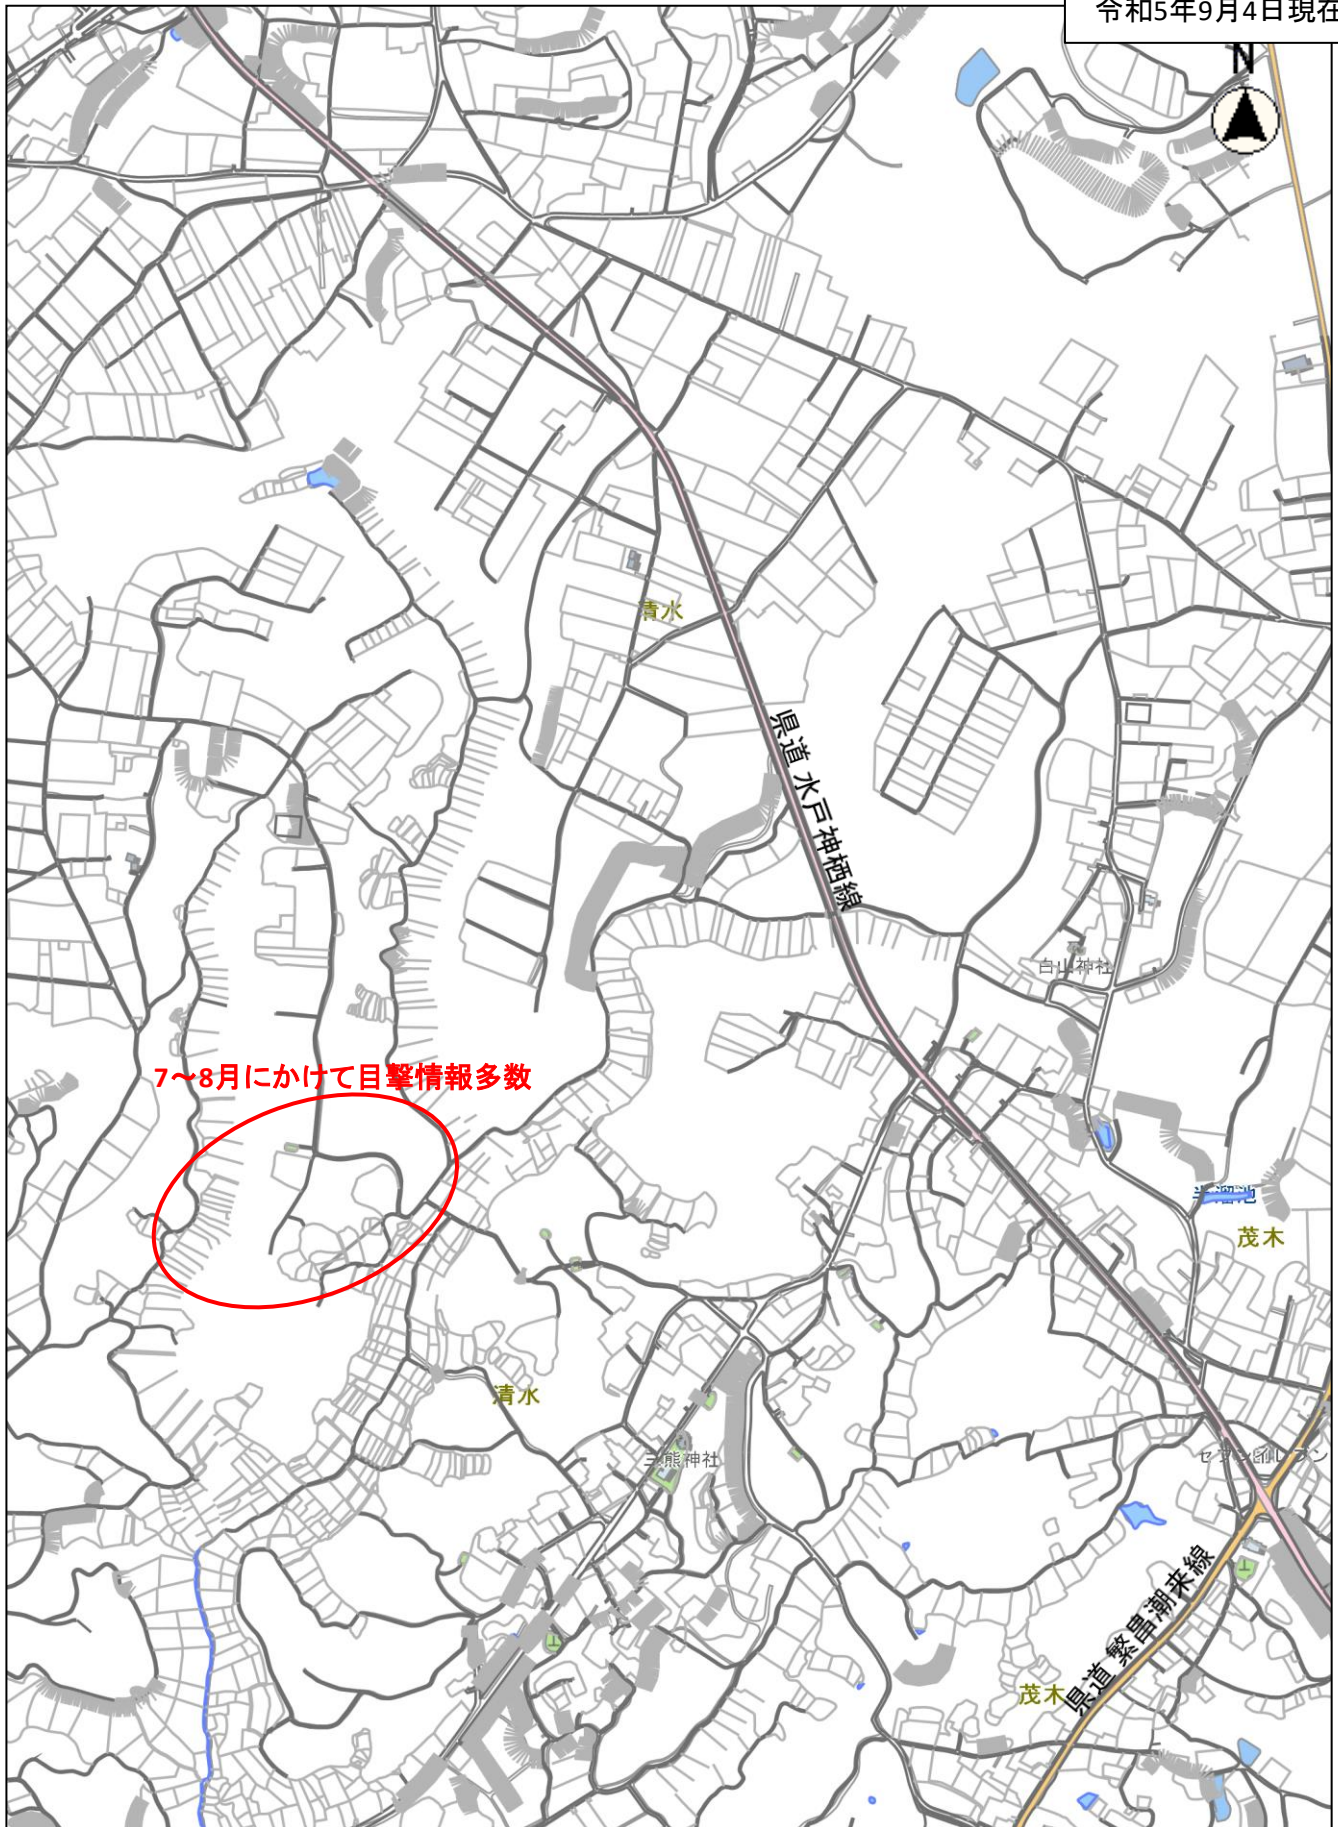 令和5年9月4日現在
N
青水
県道 水戸神栖線
白山神社
7～8月にかけて目撃情報多数
茂木
清水
三熊神社
セブンイレブン
県道 繁昌潮来線
茂木